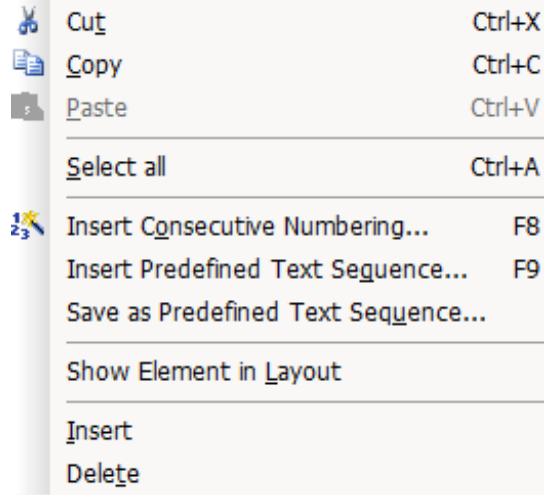 Cut Ctrl+X
Copy Ctrl+C
Paste Ctrl+V
Select all Ctrl+A
Insert Consecutive Numbering... F8
Insert Predefined Text Sequence... F9
Save as Predefined Text Sequence...
Show Element in Layout
Insert
Delete